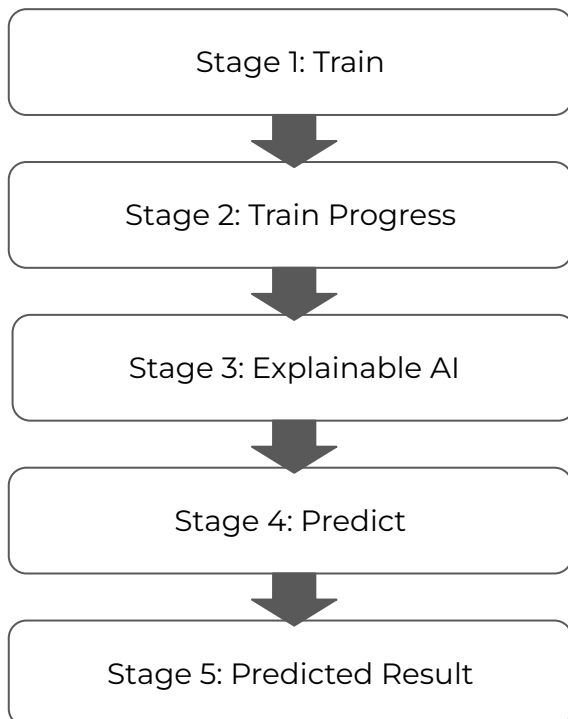 Stage 1: Train
Stage 2: Train Progress
Stage 3: Explainable AI
Stage 4: Predict
Stage 5: Predicted Result